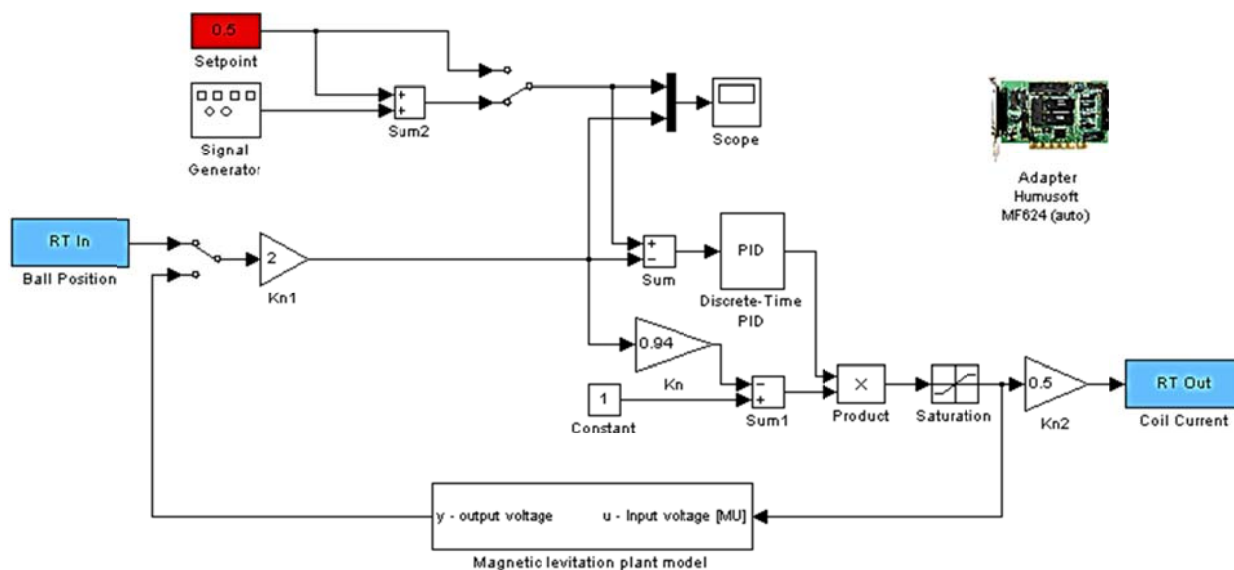 0.5
Setpoint
+
+
Sum2
Signal
Generator
Scope
Adapter
Humusoft
MF624 (auto)
RT In
Ball Position
2
Kn1
+
−
Sum
PID
Discrete-Time
PID
0.94
Kn
1
Constant
−
+
Sum1
×
Product
Saturation
0.5
Kn2
RT Out
Coil Current
y - output voltage
u - Input voltage [MU]
Magnetic levitation plant model